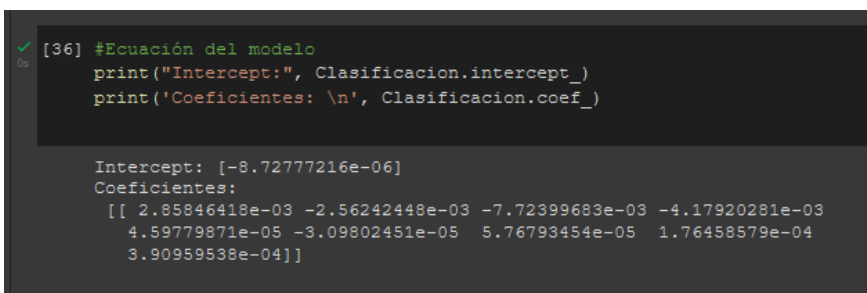 [36] #Ecuación del modelo
0s
print("Intercept:", Clasificacion.intercept_)
print('Coeficientes: \n', Clasificacion.coef_)
Intercept: [-8.72777216e-06]
Coeficientes:
[[ 2.85846418e-03 -2.56242448e-03 -7.72399683e-03 -4.17920281e-03
4.59779871e-05 -3.09802451e-05 5.76793454e-05 1.76458579e-04
3.90959538e-04]]